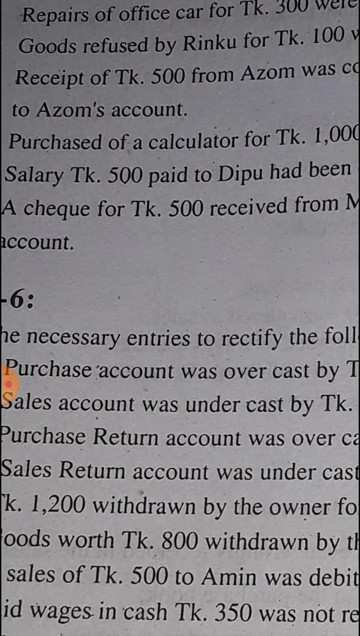 Repairs of office car for Tk. 300 were
Goods refused by Rinku for Tk. 100
Receipt of Tk. 500 from Azom was
to Azom's account.
Purchased of a calculator for Tk. 1,000
Salary Tk. 500 paid to Dipu had been
A cheque for Tk. 500 received from M
account.
-6:
he necessary entries to rectify the foll
Purchase account was over cast by T
Sales account was under cast by Tk.
Purchase Return account was over ca
Sales Return account was under cast
k. 1,200 withdrawn by the owner fo
oods worth Tk. 800 withdrawn by th
sales of Tk. 500 to Amin was debit
id wages in cash Tk. 350 was not re